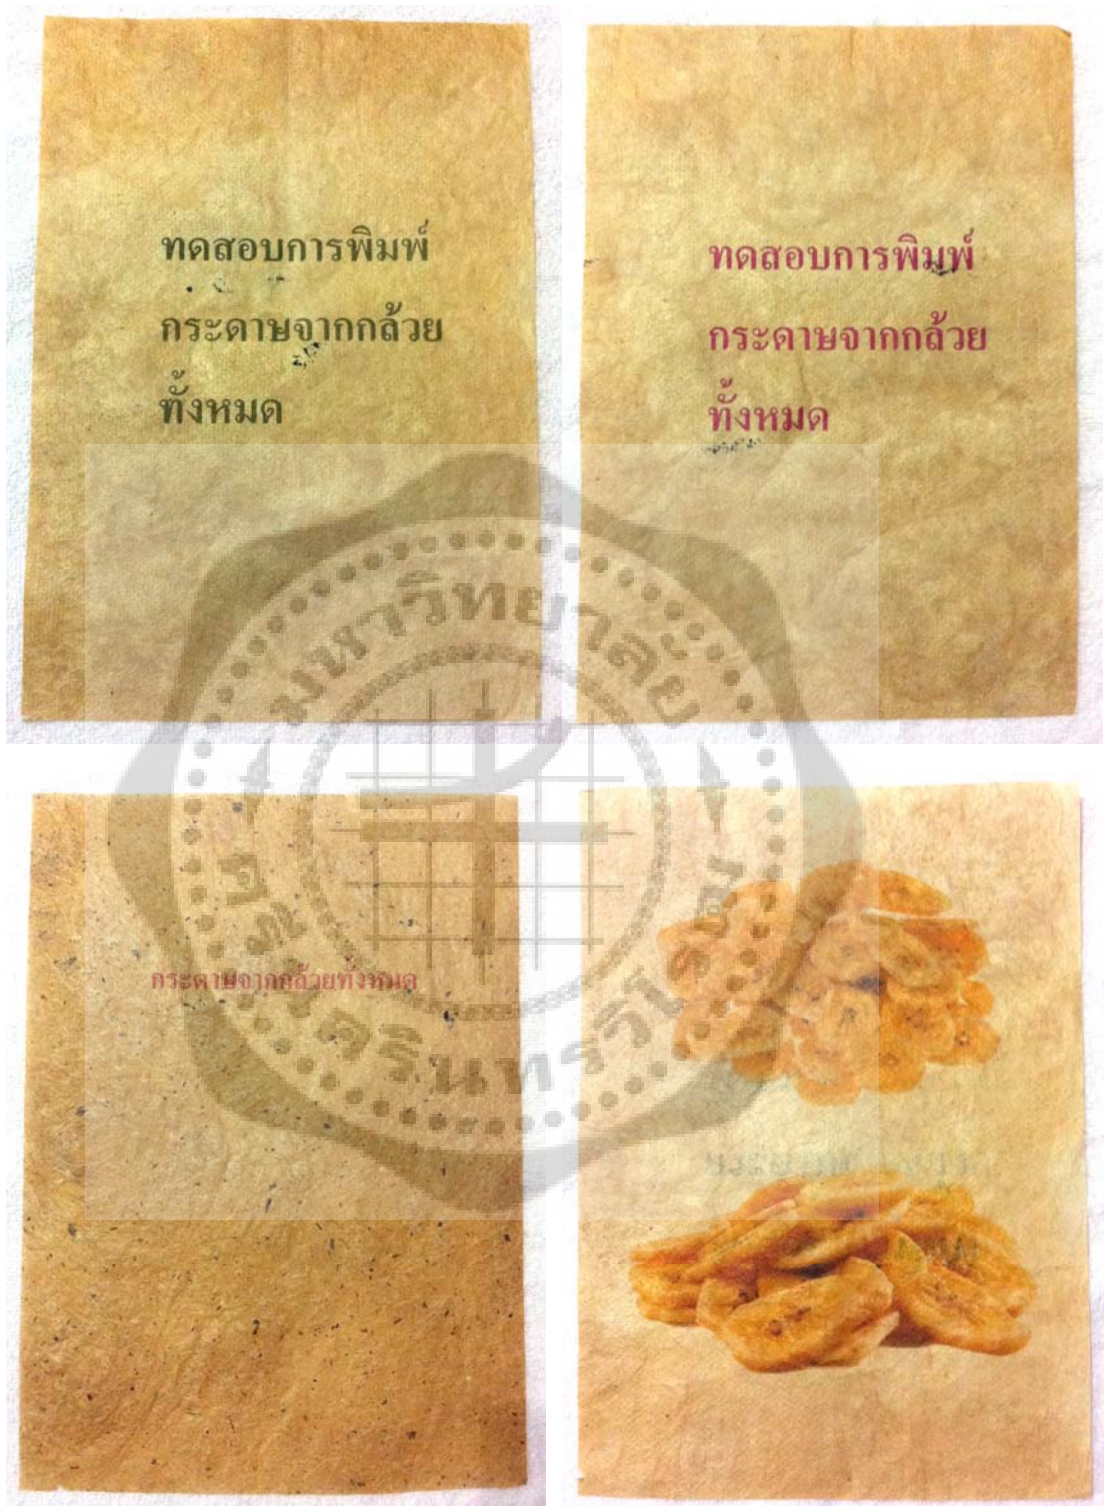 ทดสอบการพิมพ์
กระดาษจากกล้วย
ทั้งหมด
ทดสอบการพิมพ์
กระดาษจากกล้วย
ทั้งหมด
กระดาษจากกล้วยทั้งหมด
มหาวิทยาลัย
ศรีนครินทรวิโรฒ